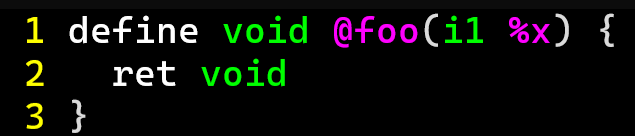 1 define void @foo(i1 %x) {
2   ret void
3 }